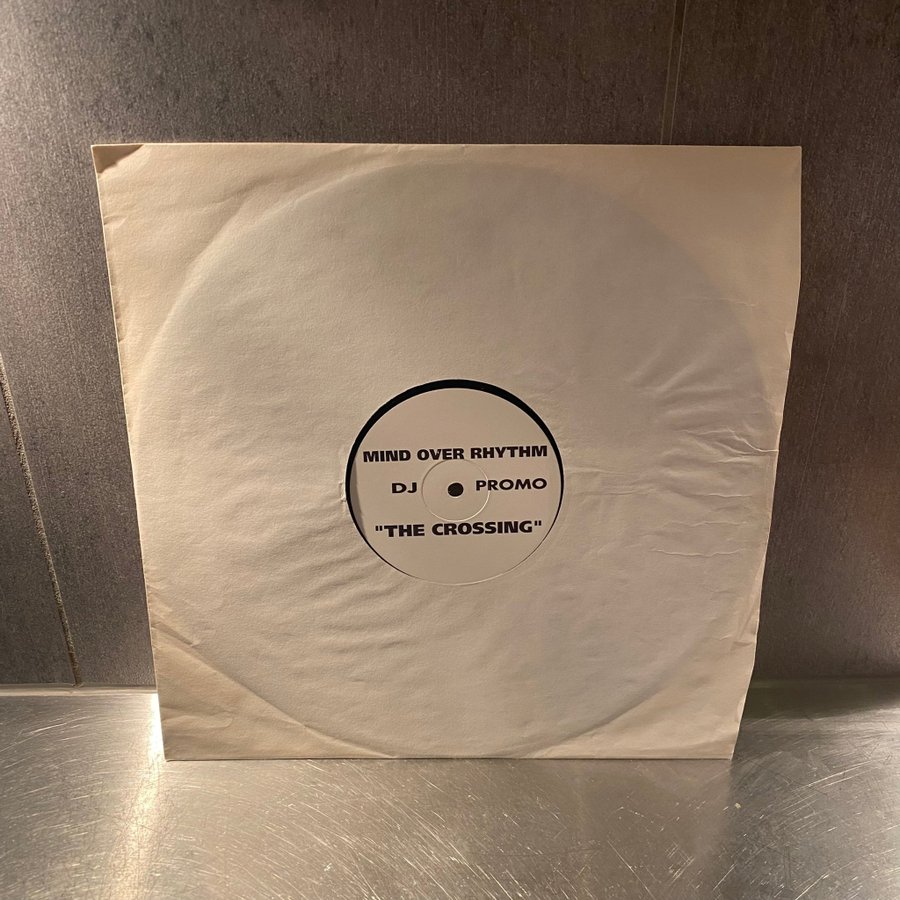 MIND OVER RHYTHM
DJ PROMO
"THE CROSSING"